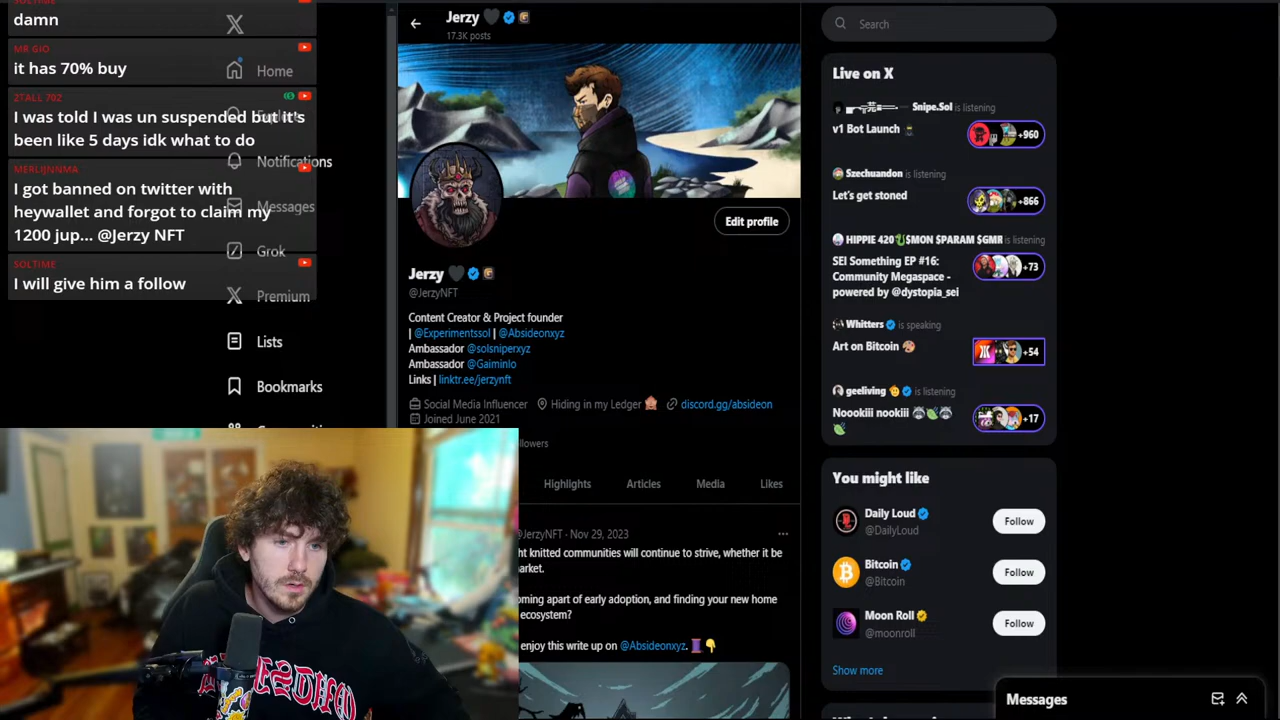 damn
MR GIO
it has 70% buy
2TALL 70Z
I was told I was un suspended but it's
been like 5 days idk what to do
MERLIJNNMA
I got banned on twitter with
heywallet and forgot to claim my
1200 jup... @Jerzy NFT
SOLTIME
I will give him a follow
Home
Notifications
Messages
Grok
Premium
Lists
Bookmarks
Jerzy
17.3K posts
Edit profile
Jerzy
@JerzyNFT
Content Creator & Project founder
| @Experimentssol | @Absideonxyz
Ambassador @solsniperxyz
Ambassador @Gaiminlo
Links | linktr.ee/jerzynft
Social Media Influencer Hiding in my Ledger discord.gg/absideon
Joined June 2021
Highlights Articles Media Likes
@JerzyNFT · Nov 29, 2023
knitted communities will continue to strive, whether it be
oming apart of early adoption, and finding your new home
ecosystem?
enjoy this write up on @Absideonxyz.
Search
Live on X
Snipe.Sol is listening
v1 Bot Launch
+960
Szechuandon is listening
Let's get stoned
+866
HIPPIE 420 $MON $PARAM $GMR is listening
SEI Something EP #16:
Community Megaspace -
powered by @dystopia_sei
+73
Whitters is speaking
Art on Bitcoin
+54
geeliving is listening
Noookiii nookiii
+17
You might like
Daily Loud
@DailyLoud
Follow
Bitcoin
@Bitcoin
Follow
Moon Roll
@moonroll
Follow
Show more
Messages